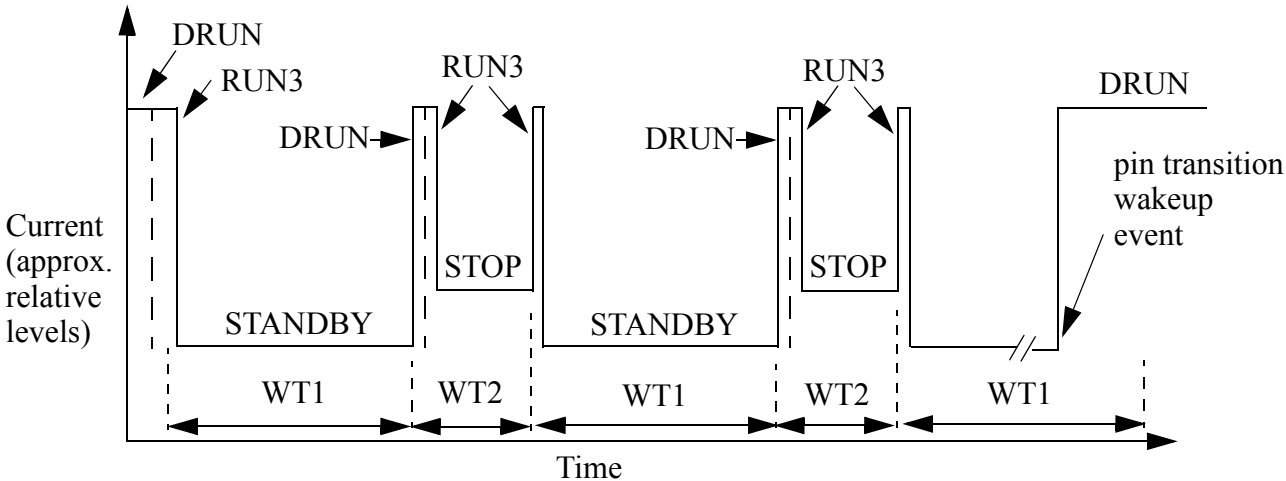 DRUN
RUN3
RUN3
RUN3
DRUN
DRUN
DRUN
pin transition
wakeup
event
Current
(approx.
relative
levels)
STOP
STOP
STANDBY
STANDBY
WT1
WT2
WT1
WT2
WT1
Time